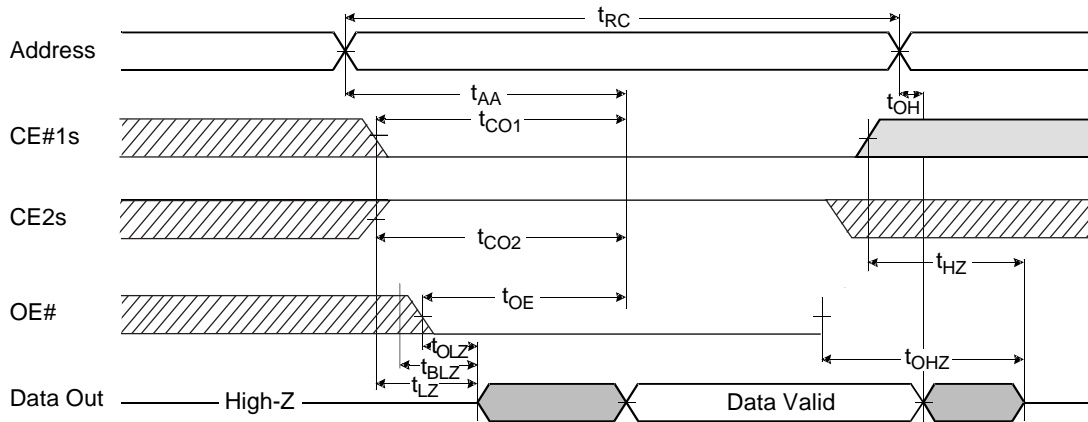 tRC
Address
tAA
tOH
CE#1s
tCO1
CE2s
tCO2
tHZ
OE#
tOE
tOLZ
tBLZ
tOHZ
tLZ
Data Out High-Z Data Valid